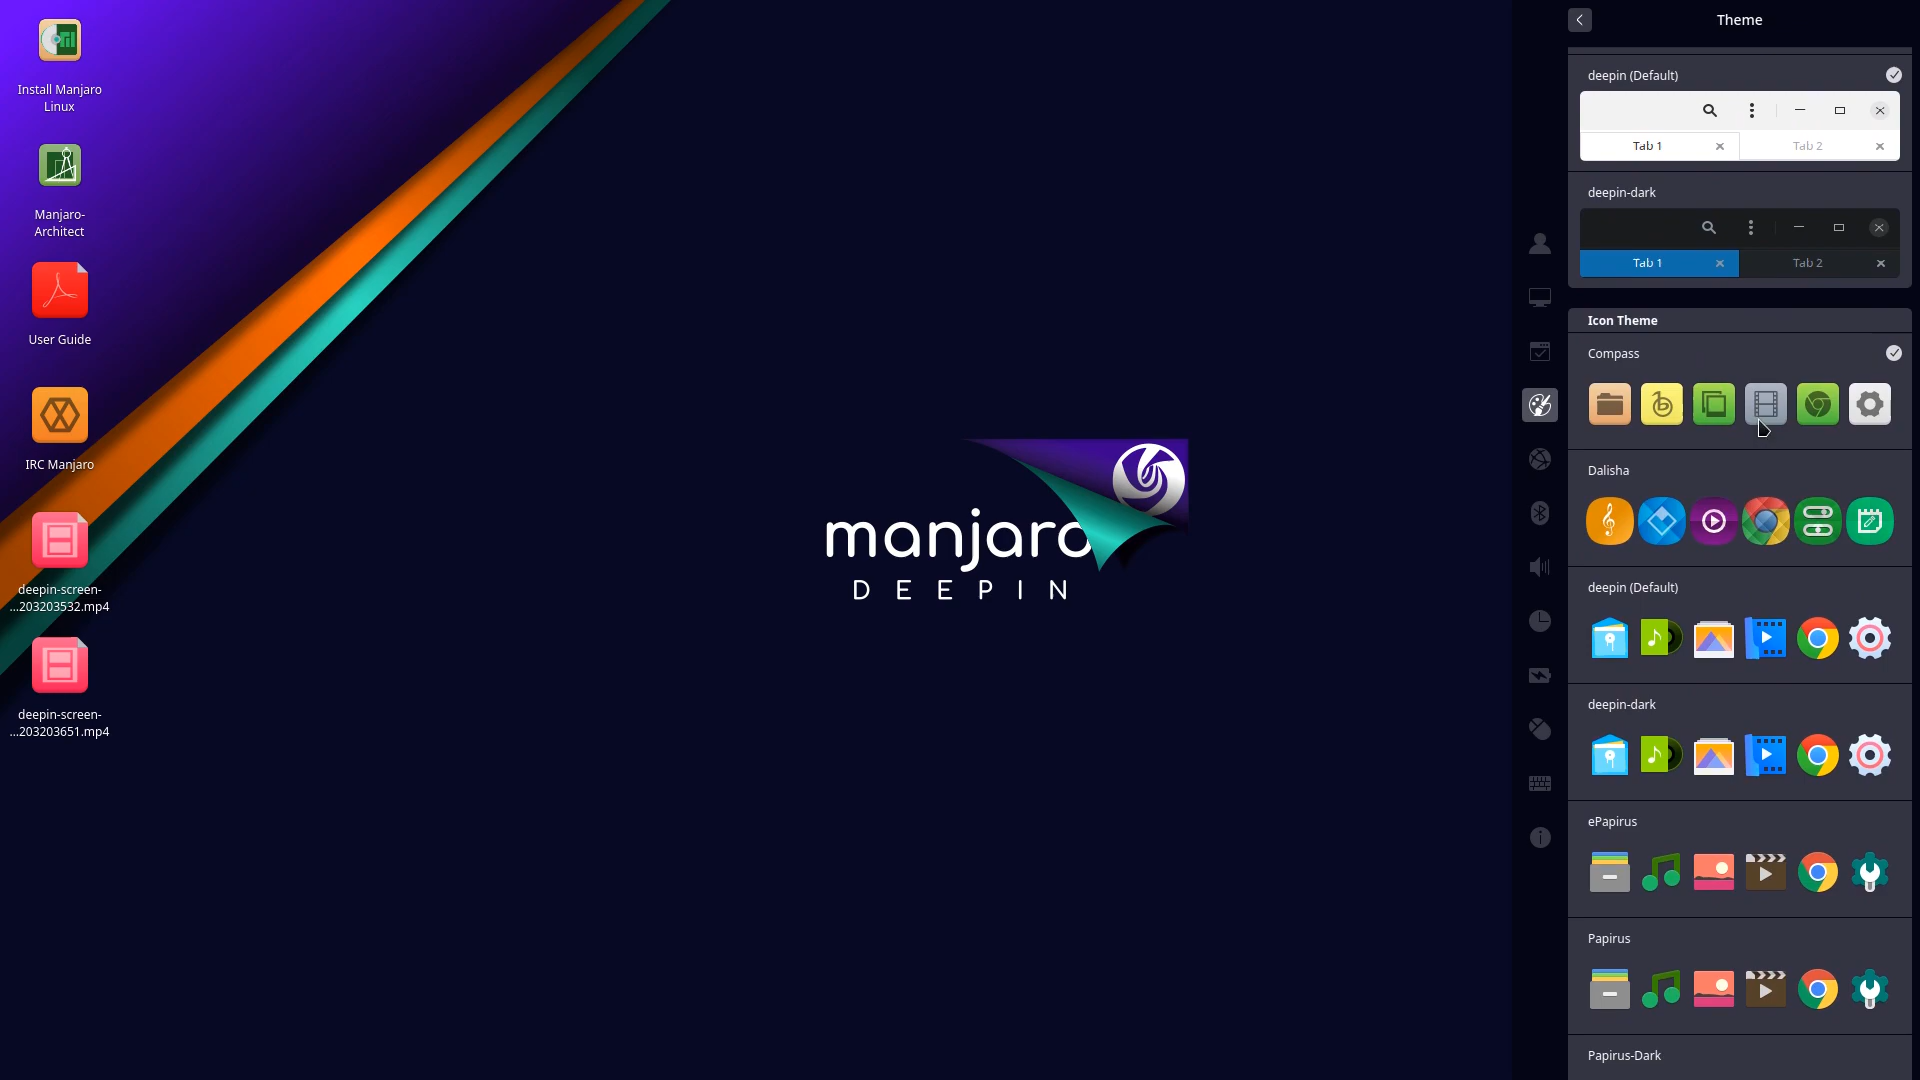 Install Manjaro
Linux
Manjaro-
Architect
User Guide
IRC Manjaro
deepin-screen-
...203203532.mp4
deepin-screen-
...203203651.mp4
manjaro
DEEPIN
Theme
deepin (Default)
Tab 1
Tab 2
deepin-dark
Tab 1
Tab 2
Icon Theme
Compass
Dalisha
deepin (Default)
deepin-dark
ePapirus
Papirus
Papirus-Dark